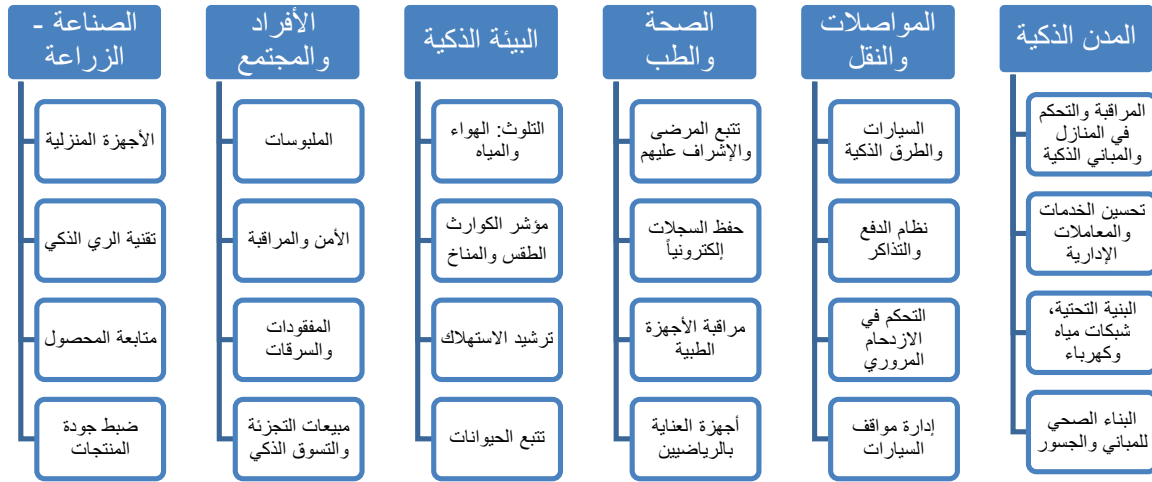 المدن الذكية
المراقبة والتحكم
في المنازل
والمباني الذكية
تحسين الخدمات
والمعاملات
الإدارية
البنية التحتية،
شبكات مياه
وكهرباء
البناء الصحي
للمباني والجسور
المواصلات
والنقل
السيارات
والطرق الذكية
نظام الدفع
والتذاكر
التحكم في
الازدحام
المروري
إدارة مواقف
السيارات
الصحة
والطب
تتبع المرضى
والإشراف عليهم
حفظ السجلات
إلكترونياً
مراقبة الأجهزة
الطبية
أجهزة العناية
بالرياضيين
البيئة الذكية
التلوث: الهواء
والمياه
مؤشر الكوارث
الطقس والمناخ
ترشيد الاستهلاك
تتبع الحيوانات
الأفراد
والمجتمع
الملبوسات
الأمن والمراقبة
المفقودات
والسرقات
مبيعات التجزئة
والتسوق الذكي
الصناعة -
الزراعة
الأجهزة المنزلية
تقنية الري الذكي
متابعة المحصول
ضبط جودة
المنتجات